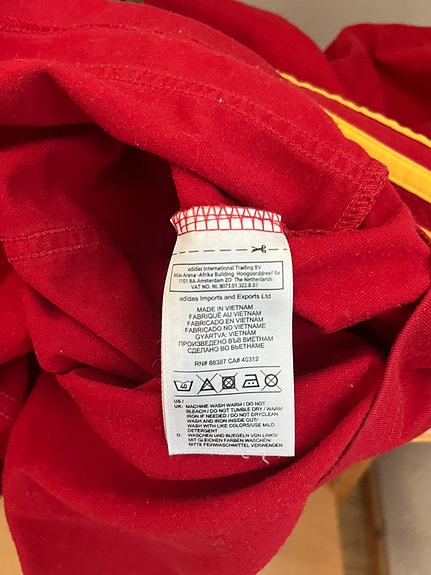 adidas International Trading BV
Atlas Arena -Afrika Building Hoogoorddreef 9a
1101 BA Amsterdam ZO The Netherlands
VAT NO. NL 8073.01.322.B.01
adidas Imports and Exports Ltd
MADE IN VIETNAM
FABRIQUÉ AU VIETNAM
FABRICADO EN VIETNAM
FABRICADO NO VIETNAME
GYÁRTVA: VIETNÁM
ПРОИЗВЕДЕНО ВЪВ ВИЕТНАМ
СДЕЛАНО ВО ВЬЕТНАМЕ
RN# 88387 CA# 40312
40
US /
UK: MACHINE WASH WARM / DO NOT
BLEACH / DO NOT TUMBLE DRY / WARM
IRON IF NEEDED / DO NOT DRYCLEAN
WASH AND IRON INSIDE OUT/
WASH WITH LIKE COLORS/USE MILD
DETERGENT
D: WASCHEN UND BUEGELN VON LINKS/
MIT GLEICHEN FARBEN WASCHEN/
BITTE FEINWASCHMITTEL VERWENDEN